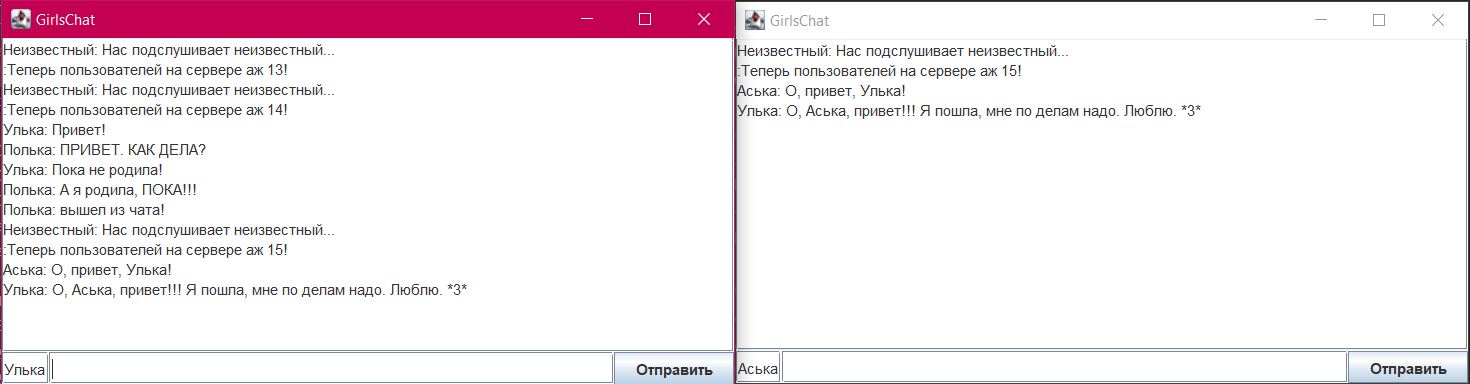 GirlsChat
Неизвестный: Нас подслушивает неизвестный...
:Теперь пользователей на сервере аж 13!
Неизвестный: Нас подслушивает неизвестный...
:Теперь пользователей на сервере аж 14!
Улька: Привет!
Полька: ПРИВЕТ. КАК ДЕЛА?
Улька: Пока не родила!
Полька: А я родила, ПОКА!!!
Полька: вышел из чата!
Неизвестный: Нас подслушивает неизвестный...
:Теперь пользователей на сервере аж 15!
Аська: О, привет, Улька!
Улька: О, Аська, привет!!! Я пошла, мне по делам надо. Люблю. *3*
Улька
Отправить
GirlsChat
Неизвестный: Нас подслушивает неизвестный...
:Теперь пользователей на сервере аж 15!
Аська: О, привет, Улька!
Улька: О, Аська, привет!!! Я пошла, мне по делам надо. Люблю. *3*
Аська
Отправить